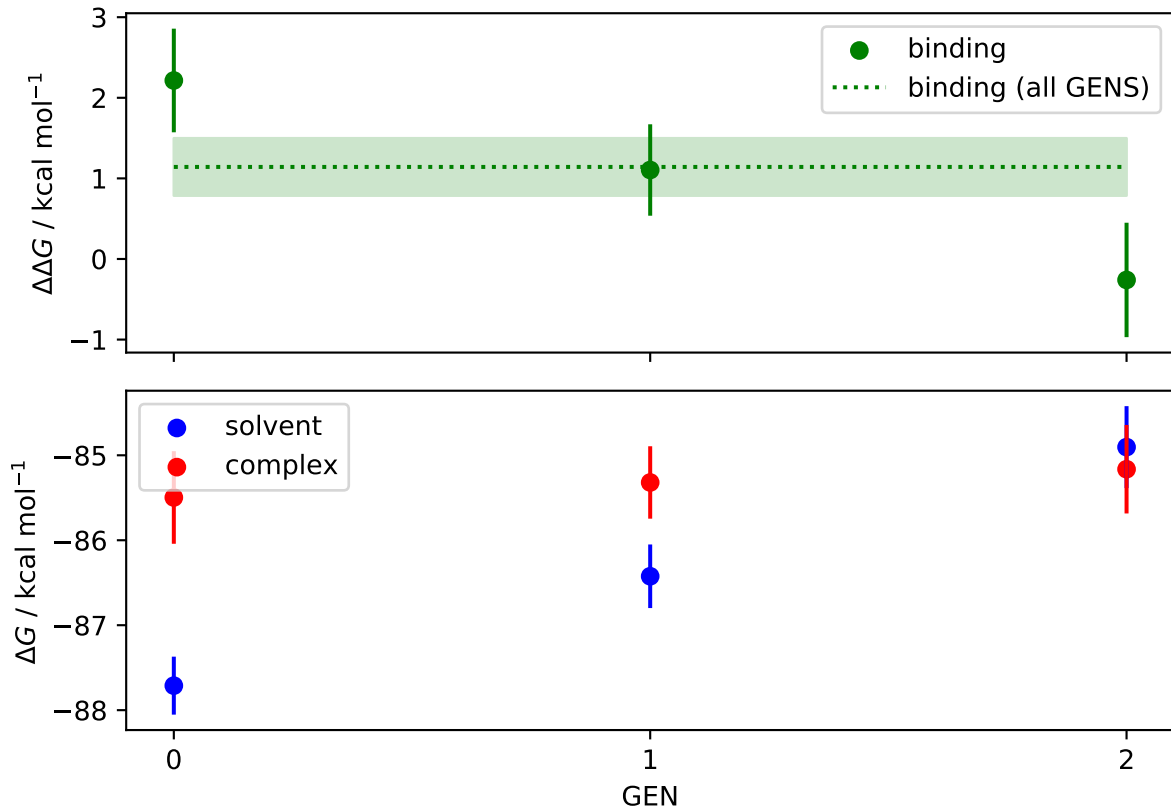 3
2
1
0
−1
ΔΔG / kcal mol⁻¹
binding
binding (all GENS)
−85
−86
−87
−88
ΔG / kcal mol⁻¹
solvent
complex
0 1 2
GEN